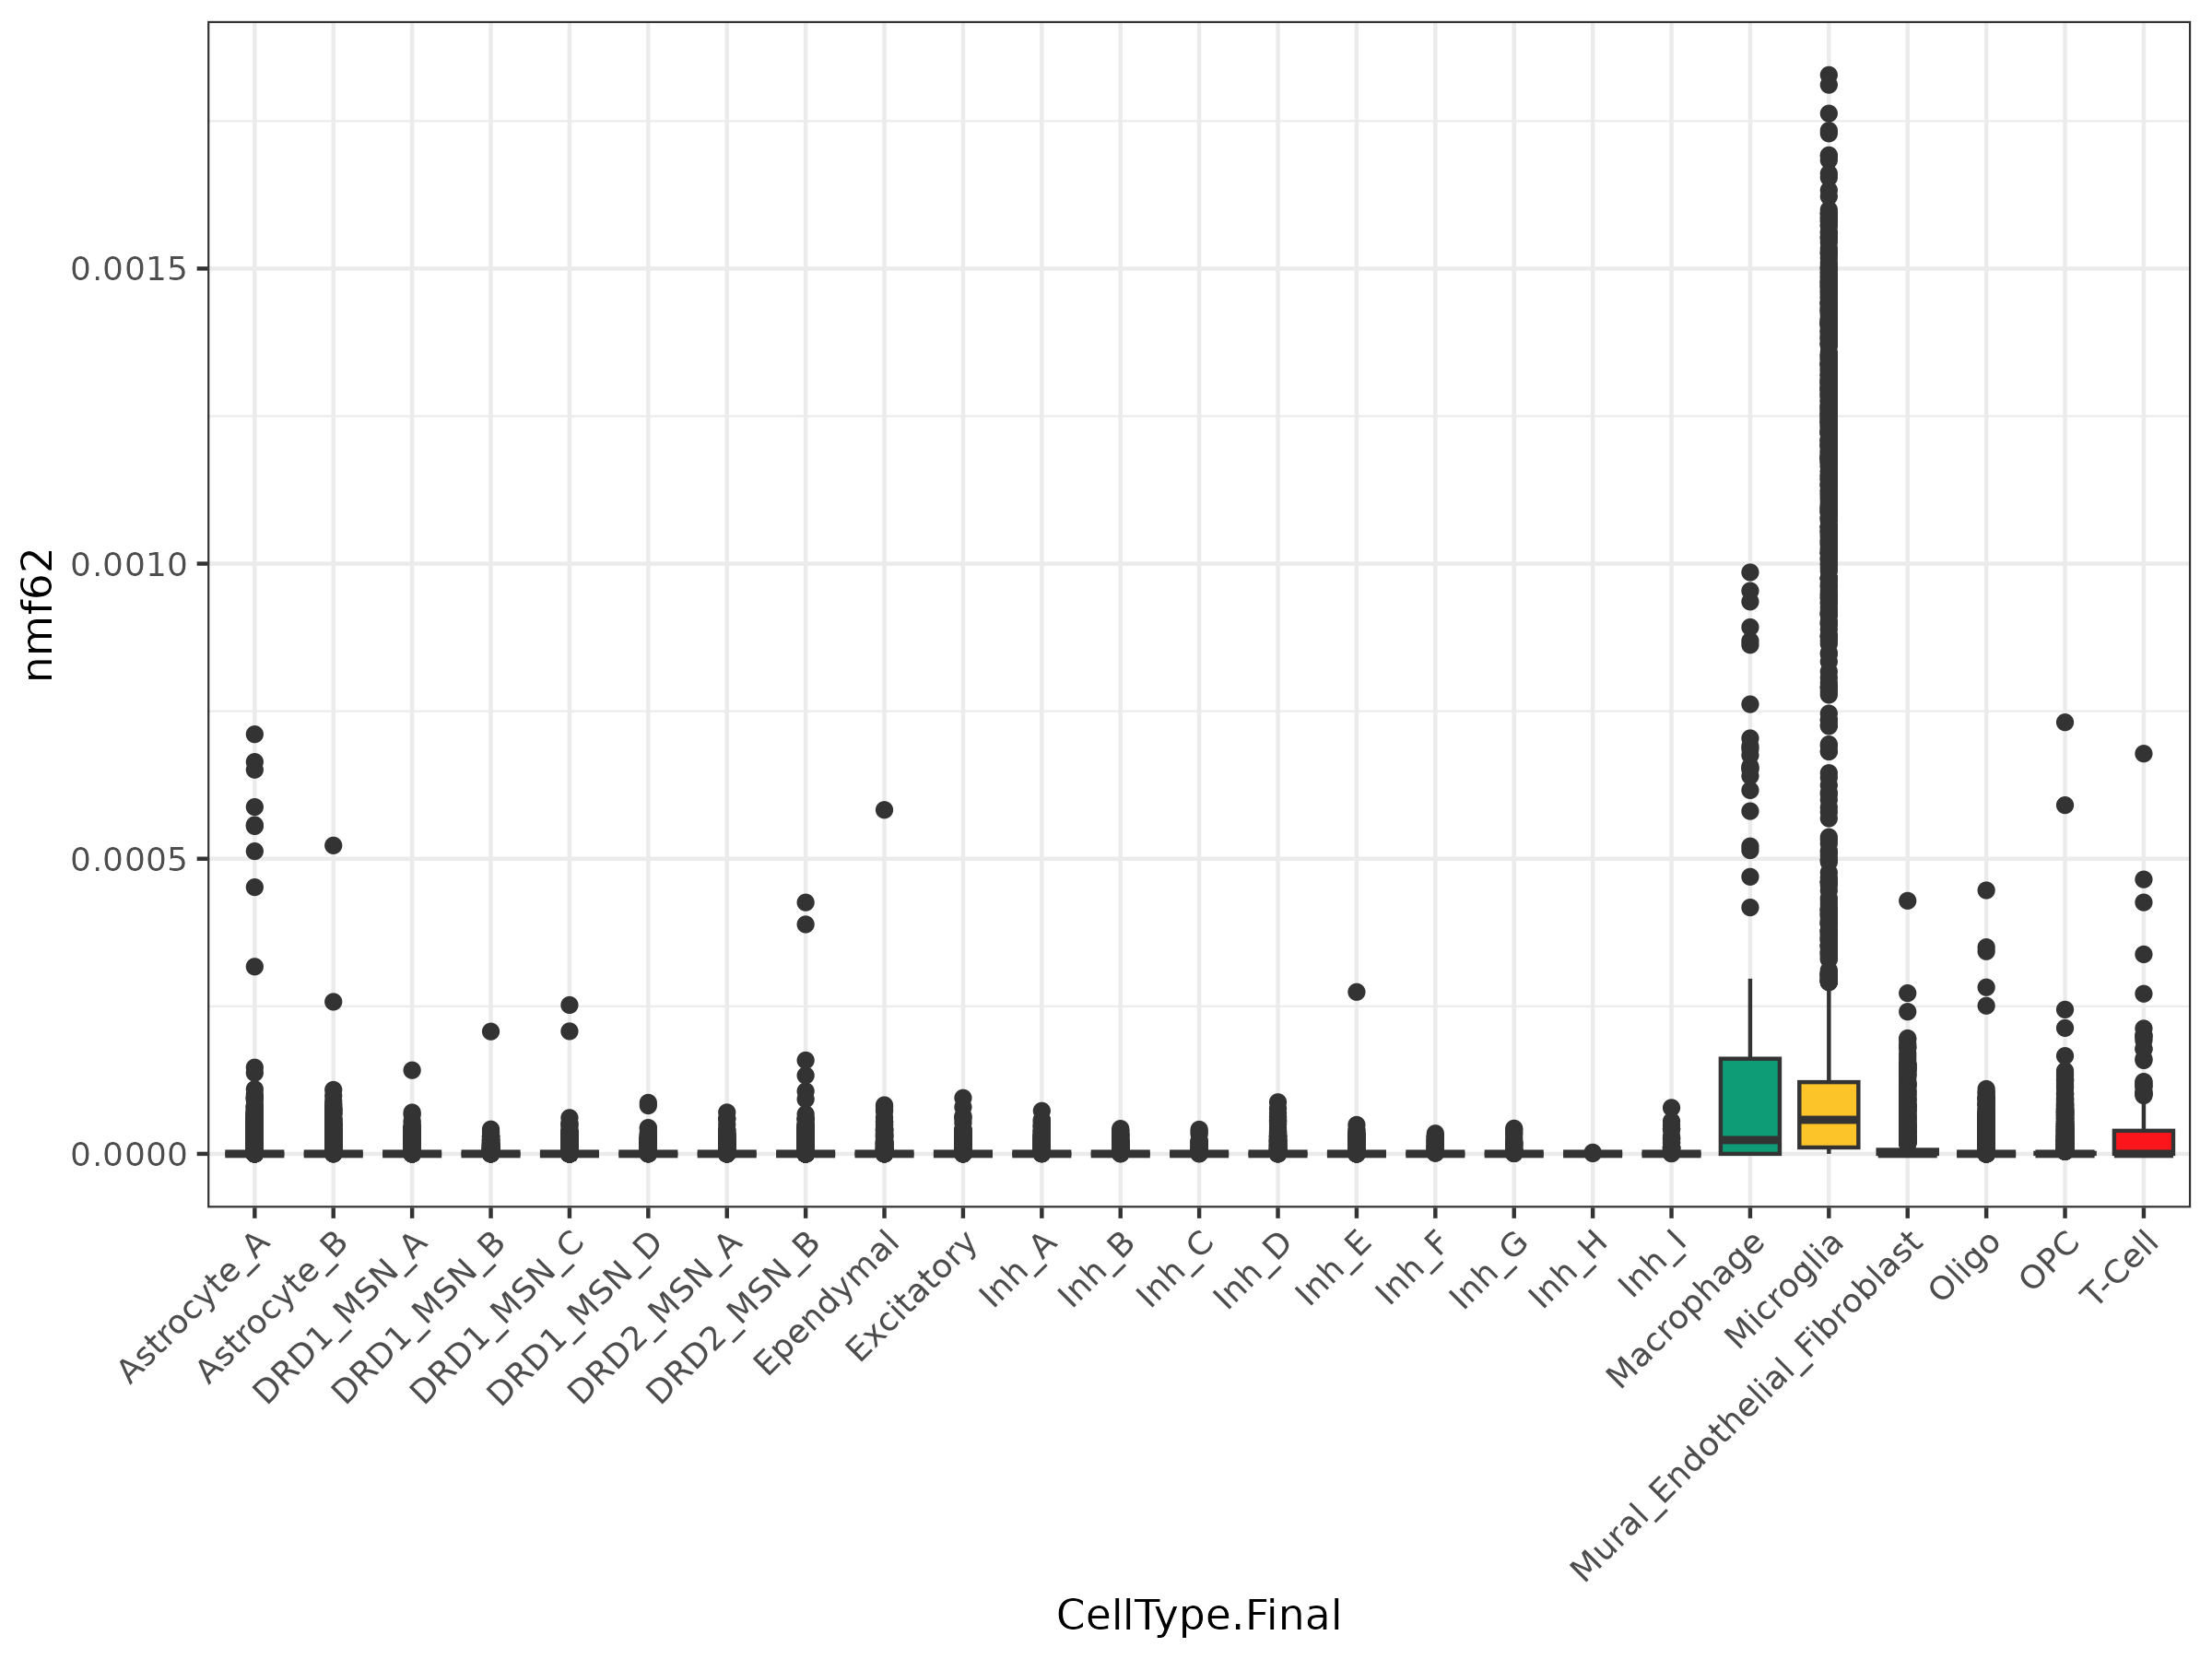 nmf62
0.0015
0.0010
0.0005
0.0000
Astrocyte_A
Astrocyte_B
DRD1_MSN_A
DRD1_MSN_B
DRD1_MSN_C
DRD1_MSN_D
DRD2_MSN_A
DRD2_MSN_B
Ependymal
Excitatory
Inh_A
Inh_B
Inh_C
Inh_D
Inh_E
Inh_F
Inh_G
Inh_H
Inh_I
Macrophage
Microglia
Mural_Endothelial_Fibroblast
Oligo
OPC
T-Cell
CellType.Final